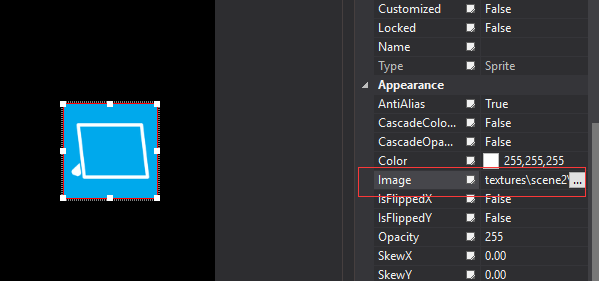 Customized False
Locked False
Name
Type Sprite
Appearance
AntiAlias True
CascadeColo... False
CascadeOpa... False
Color 255,255,255
Image textures\scene2\ ...
IsFlippedX False
IsFlippedY False
Opacity 255
SkewX 0.00
SkewY 0.00